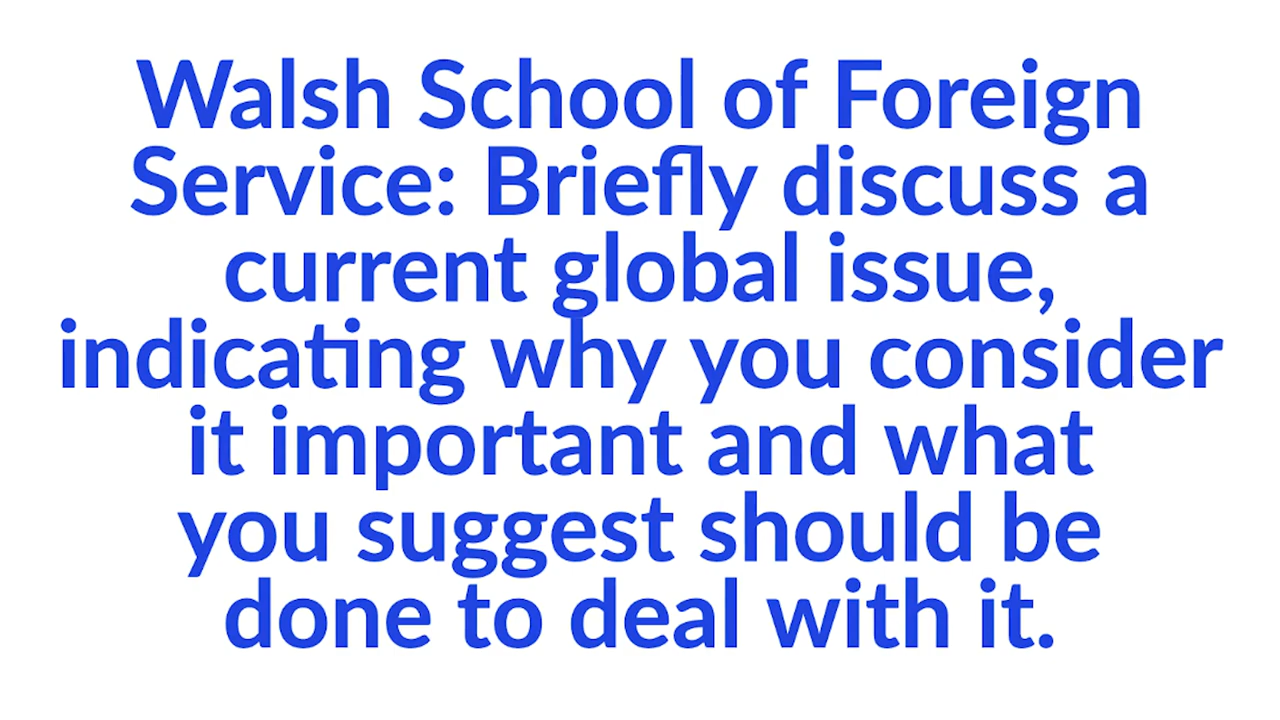 Walsh School of Foreign
Service: Briefly discuss a
current global issue,
indicating why you consider
it important and what
you suggest should be
done to deal with it.